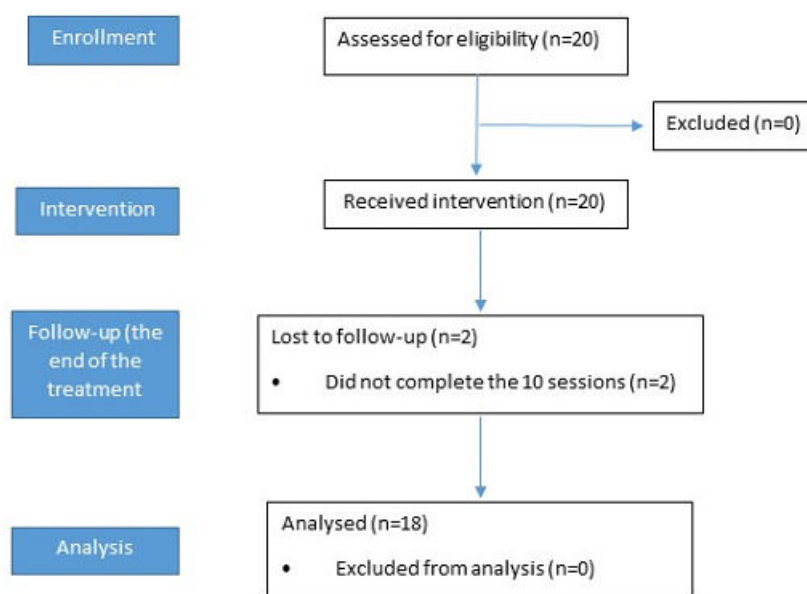 Enrollment
Assessed for eligibility (n=20)
Excluded (n=0)
Intervention
Received intervention (n=20)
Follow-up (the
end of the
treatment
Lost to follow-up (n=2)
• Did not complete the 10 sessions (n=2)
Analysis
Analysed (n=18)
• Excluded from analysis (n=0)